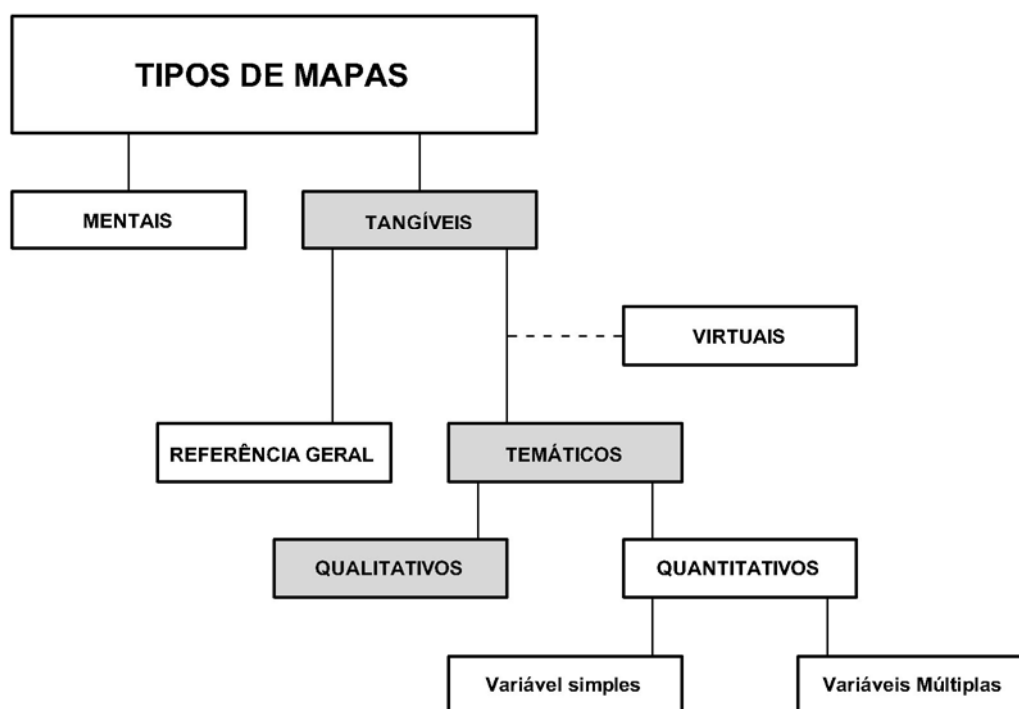 TIPOS DE MAPAS
MENTAIS
TANGÍVEIS
VIRTUAIS
REFERÊNCIA GERAL
TEMÁTICOS
QUALITATIVOS
QUANTITATIVOS
Variável simples
Variáveis Múltiplas